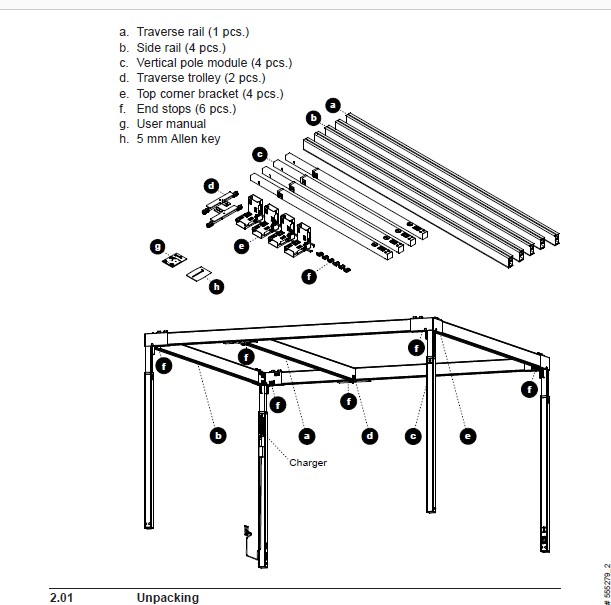 a. Traverse rail (1 pcs.)
b. Side rail (4 pcs.)
c. Vertical pole module (4 pcs.)
d. Traverse trolley (2 pcs.)
e. Top corner bracket (4 pcs.)
f. End stops (6 pcs.)
g. User manual
h. 5 mm Allen key
a
b
c
d
e
f
g
h
f
f
f
f
f
f
b
a
d
c
e
Charger
2.01 Unpacking
# 565279_2